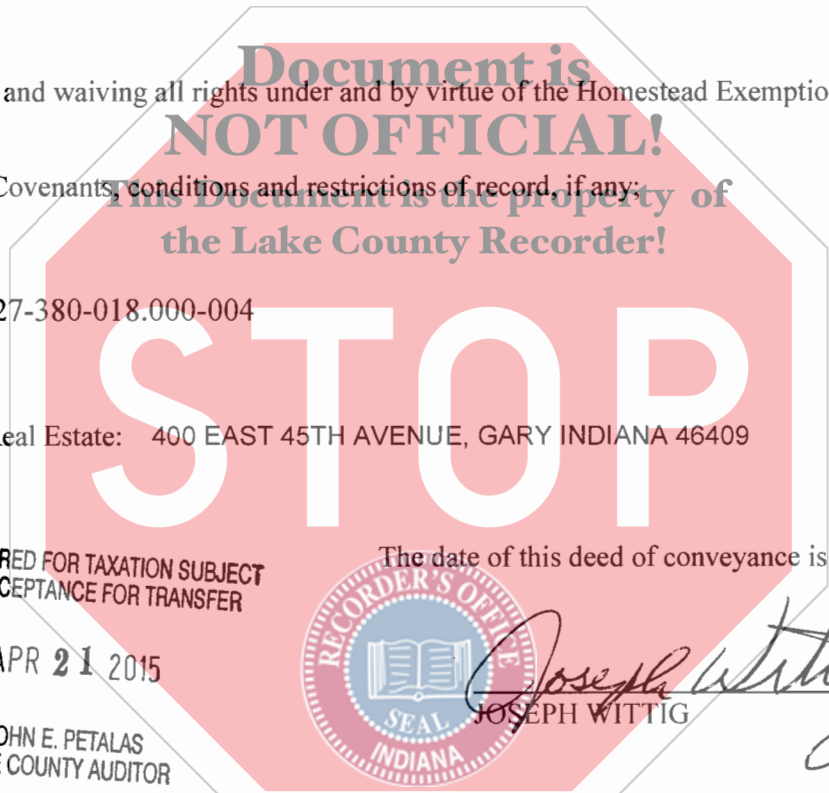 Document is
and waiving all rights under and by virtue of the Homestead Exemptio
NOT OFFICIAL!
Covenants, conditions and restrictions of record, if any;
This Document is the property of
the Lake County Recorder!
27-380-018.000-004
STOP
eal Estate: 400 EAST 45TH AVENUE, GARY INDIANA 46409
RED FOR TAXATION SUBJECT
CEPTANCE FOR TRANSFER
The date of this deed of conveyance is
APR 21 2015
RECORDER'S OFFICE
SEAL
INDIANA
Joseph Wittig
JOSEPH WITTIG
OHN E. PETALAS
E COUNTY AUDITOR